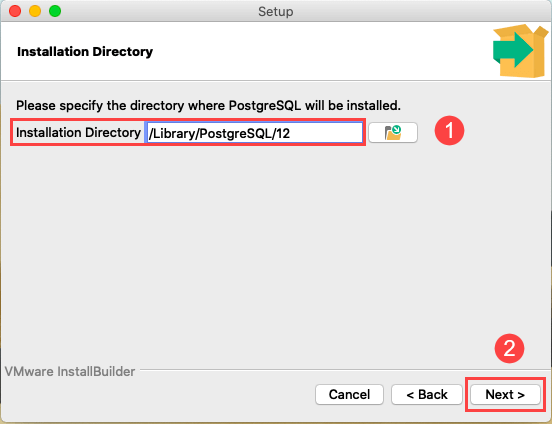 Setup
Installation Directory
Please specify the directory where PostgreSQL will be installed.
Installation Directory /Library/PostgreSQL/12
1
2
VMware InstallBuilder
Cancel < Back Next >